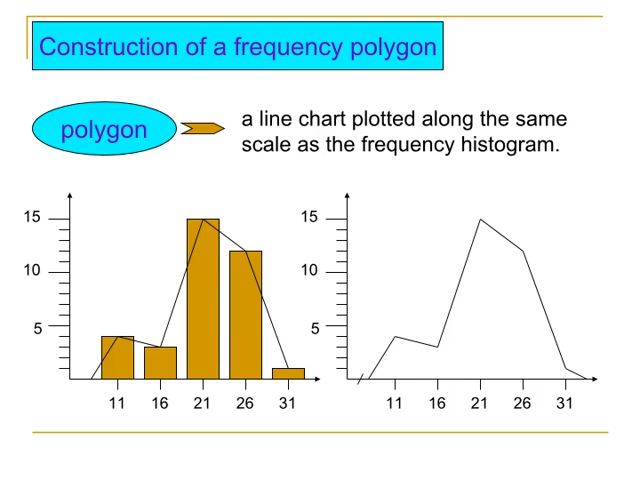 Construction of a frequency polygon
polygon
a line chart plotted along the same
scale as the frequency histogram.
15
10
5
11 16 21 26 31
15
10
5
11 16 21 26 31